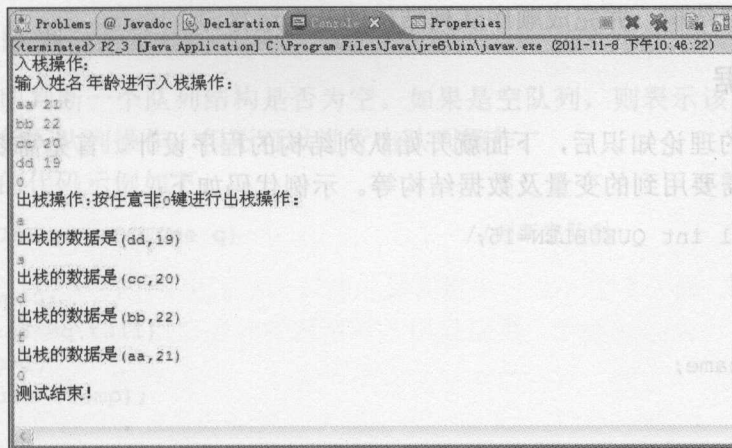 Problems @ Javadoc Declaration Console Properties
<terminated> P2_3 [Java Application] C:\Program Files\Java\jre6\bin\javaw.exe (2011-11-8 下午10:46:22)
入栈操作:
输入姓名 年龄进行入栈操作:
aa 21
bb 22
cc 20
dd 19
0
出栈操作:按任意非0键进行出栈操作:
a
出栈的数据是(dd,19)
s
出栈的数据是(cc,20)
d
出栈的数据是(bb,22)
f
出栈的数据是(aa,21)
0
测试结束!